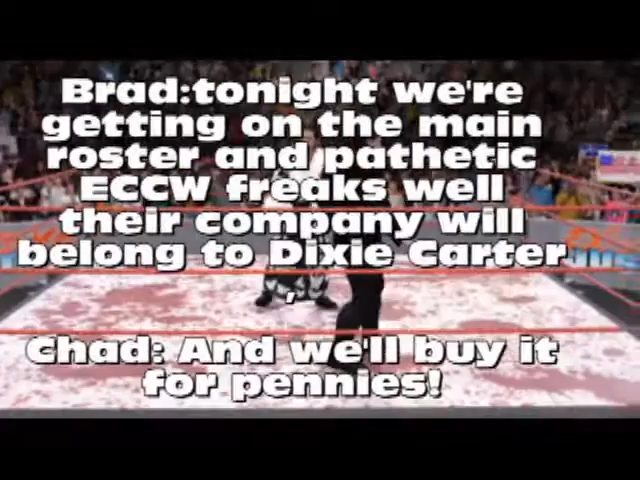 Brad:tonight we're
getting on the main
roster and pathetic
ECCW freaks well
their company will
belong to Dixie Carter
,
Chad: And we'll buy it
for pennies!